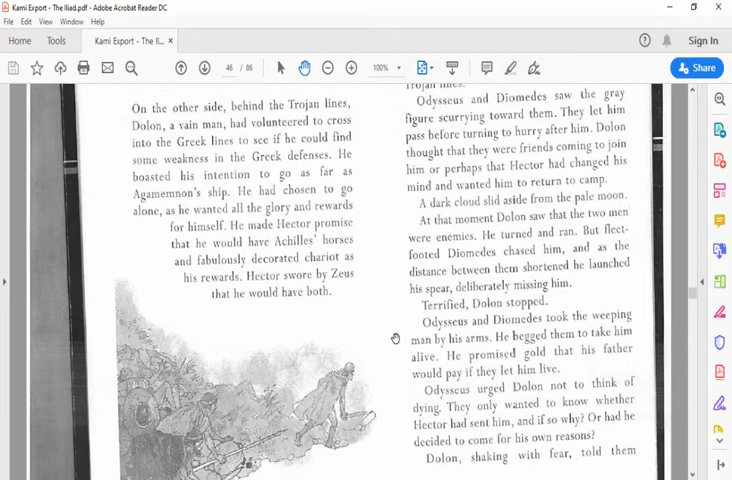 Kami Export - The Iliad.pdf - Adobe Acrobat Reader DC
File Edit View Window Help
Home Tools Kami Export - The Il... × Sign In
46 / 86 100% Share
On the other side, behind the Trojan lines,
Dolon, a vain man, had volunteered to cross
into the Greek lines to see if he could find
some weakness in the Greek defenses. He
boasted his intention to go as far as
Agamemnon's ship. He had chosen to go
alone, as he wanted all the glory and rewards
for himself. He made Hector promise
that he would have Achilles' horses
and fabulously decorated chariot as
his rewards. Hector swore by Zeus
that he would have both.
Trojan lines.
Odysseus and Diomedes saw the gray
figure scurrying toward them. They let him
pass before turning to hurry after him. Dolon
thought that they were friends coming to join
him or perhaps that Hector had changed his
mind and wanted him to return to camp.
A dark cloud slid aside from the pale moon.
At that moment Dolon saw that the two men
were enemies. He turned and ran. But fleet-
footed Diomedes chased him, and as the
distance between them shortened he launched
his spear, deliberately missing him.
Terrified, Dolon stopped.
Odysseus and Diomedes took the weeping
man by his arms. He begged them to take him
alive. He promised gold that his father
would pay if they let him live.
Odysseus urged Dolon not to think of
dying. They only wanted to know whether
Hector had sent him, and if so why? Or had he
decided to come for his own reasons?
Dolon, shaking with fear, told them